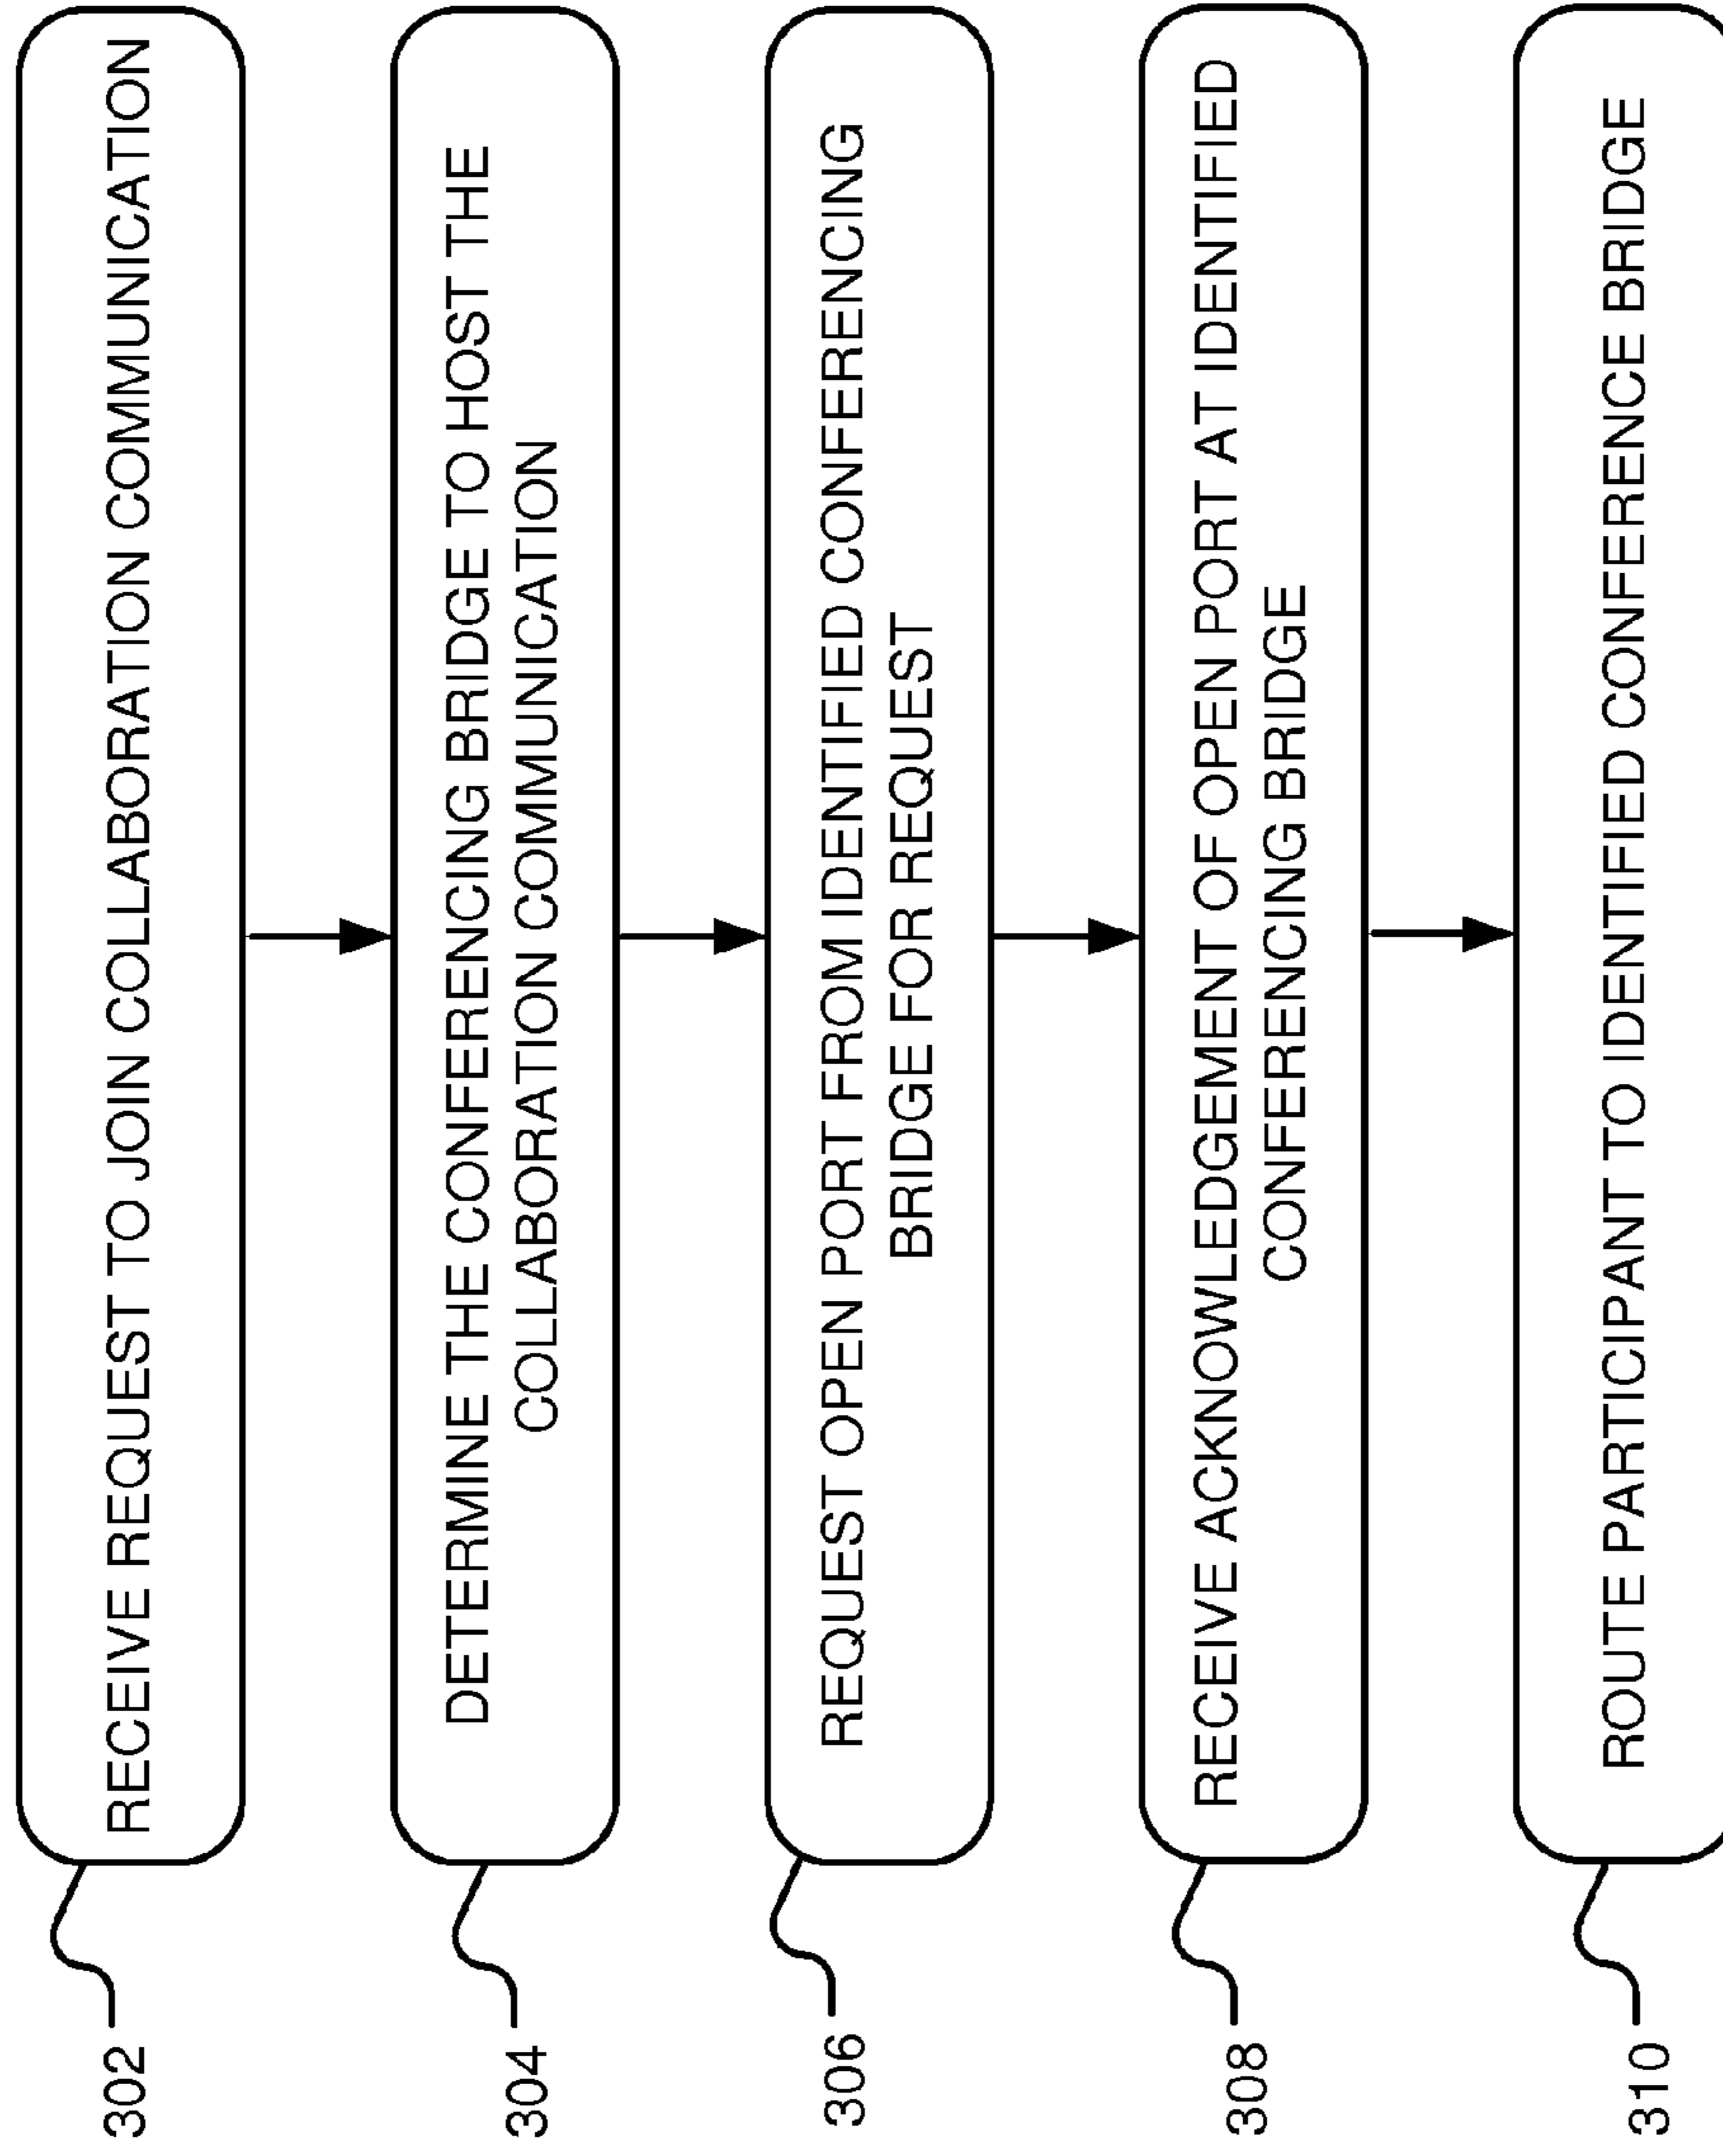 RECEIVE REQUEST TO JOIN COLLABORATION COMMUNICATION
302
DETERMINE THE CONFERENCING BRIDGE TO HOST THE
COLLABORATION COMMUNICATION
304
REQUEST OPEN PORT FROM IDENTIFIED CONFERENCING
BRIDGE FOR REQUEST
306
RECEIVE ACKNOWLEDGEMENT OF OPEN PORT AT IDENTIFIED
CONFERENCING BRIDGE
308
ROUTE PARTICIPANT TO IDENTIFIED CONFERENCE BRIDGE
310